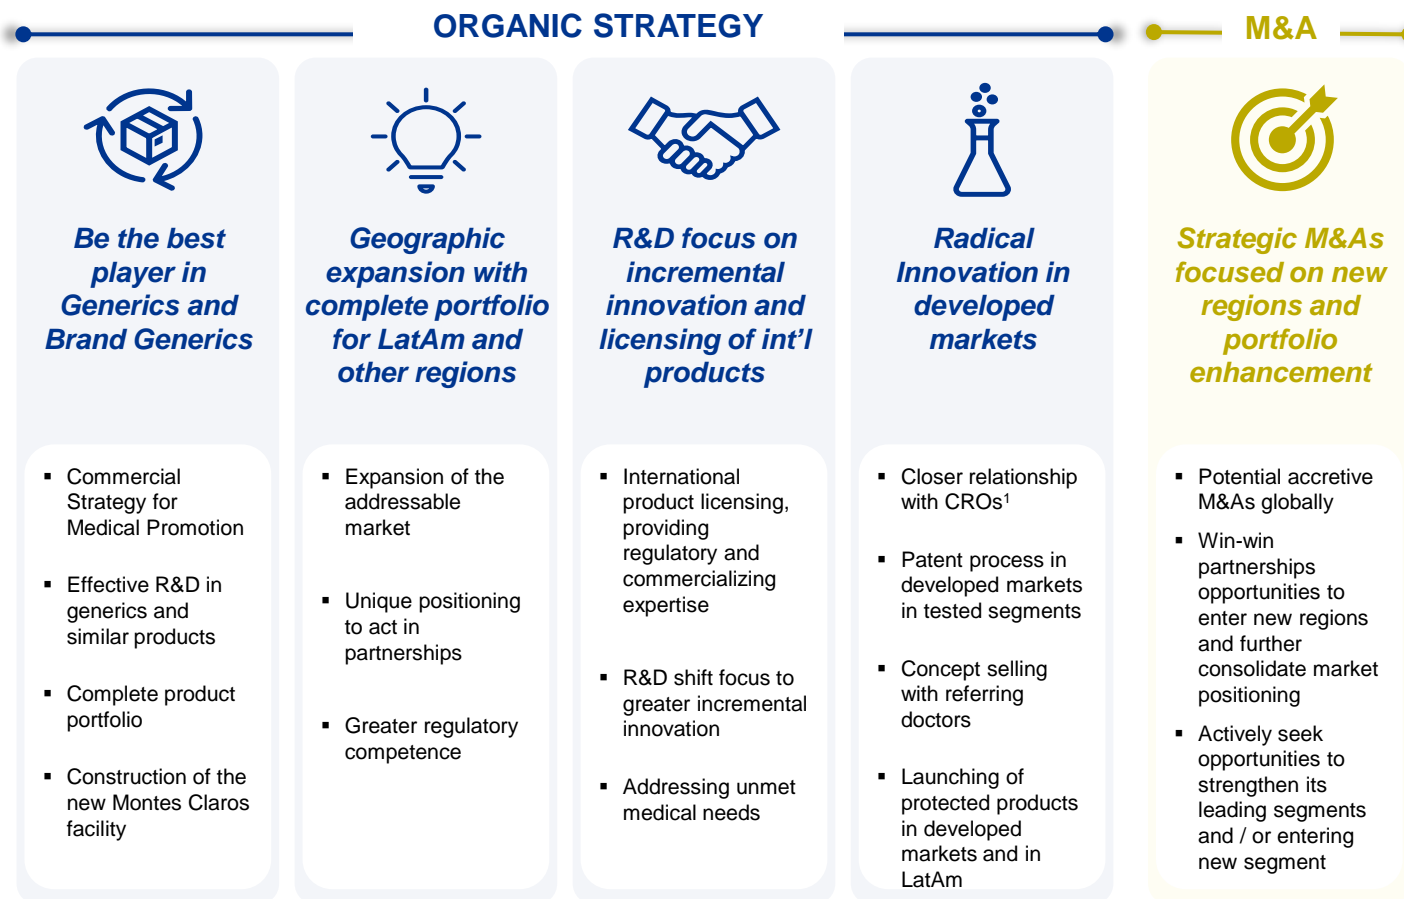 ORGANIC STRATEGY
M&A
Be the best
player in
Generics and
Brand Generics
▪ Commercial
Strategy for
Medical Promotion
▪ Effective R&D in
generics and
similar products
▪ Complete product
portfolio
▪ Construction of the
new Montes Claros
facility
Geographic
expansion with
complete portfolio
for LatAm and
other regions
▪ Expansion of the
addressable
market
▪ Unique positioning
to act in
partnerships
▪ Greater regulatory
competence
R&D focus on
incremental
innovation and
licensing of int’l
products
▪ International
product licensing,
providing
regulatory and
commercializing
expertise
▪ R&D shift focus to
greater incremental
innovation
▪ Addressing unmet
medical needs
Radical
Innovation in
developed
markets
▪ Closer relationship
with CROs¹
▪ Patent process in
developed markets
in tested segments
▪ Concept selling
with referring
doctors
▪ Launching of
protected products
in developed
markets and in
LatAm
Strategic M&As
focused on new
regions and
portfolio
enhancement
▪ Potential accretive
M&As globally
▪ Win-win
partnerships
opportunities to
enter new regions
and further
consolidate market
positioning
▪ Actively seek
opportunities to
strengthen its
leading segments
and / or entering
new segment